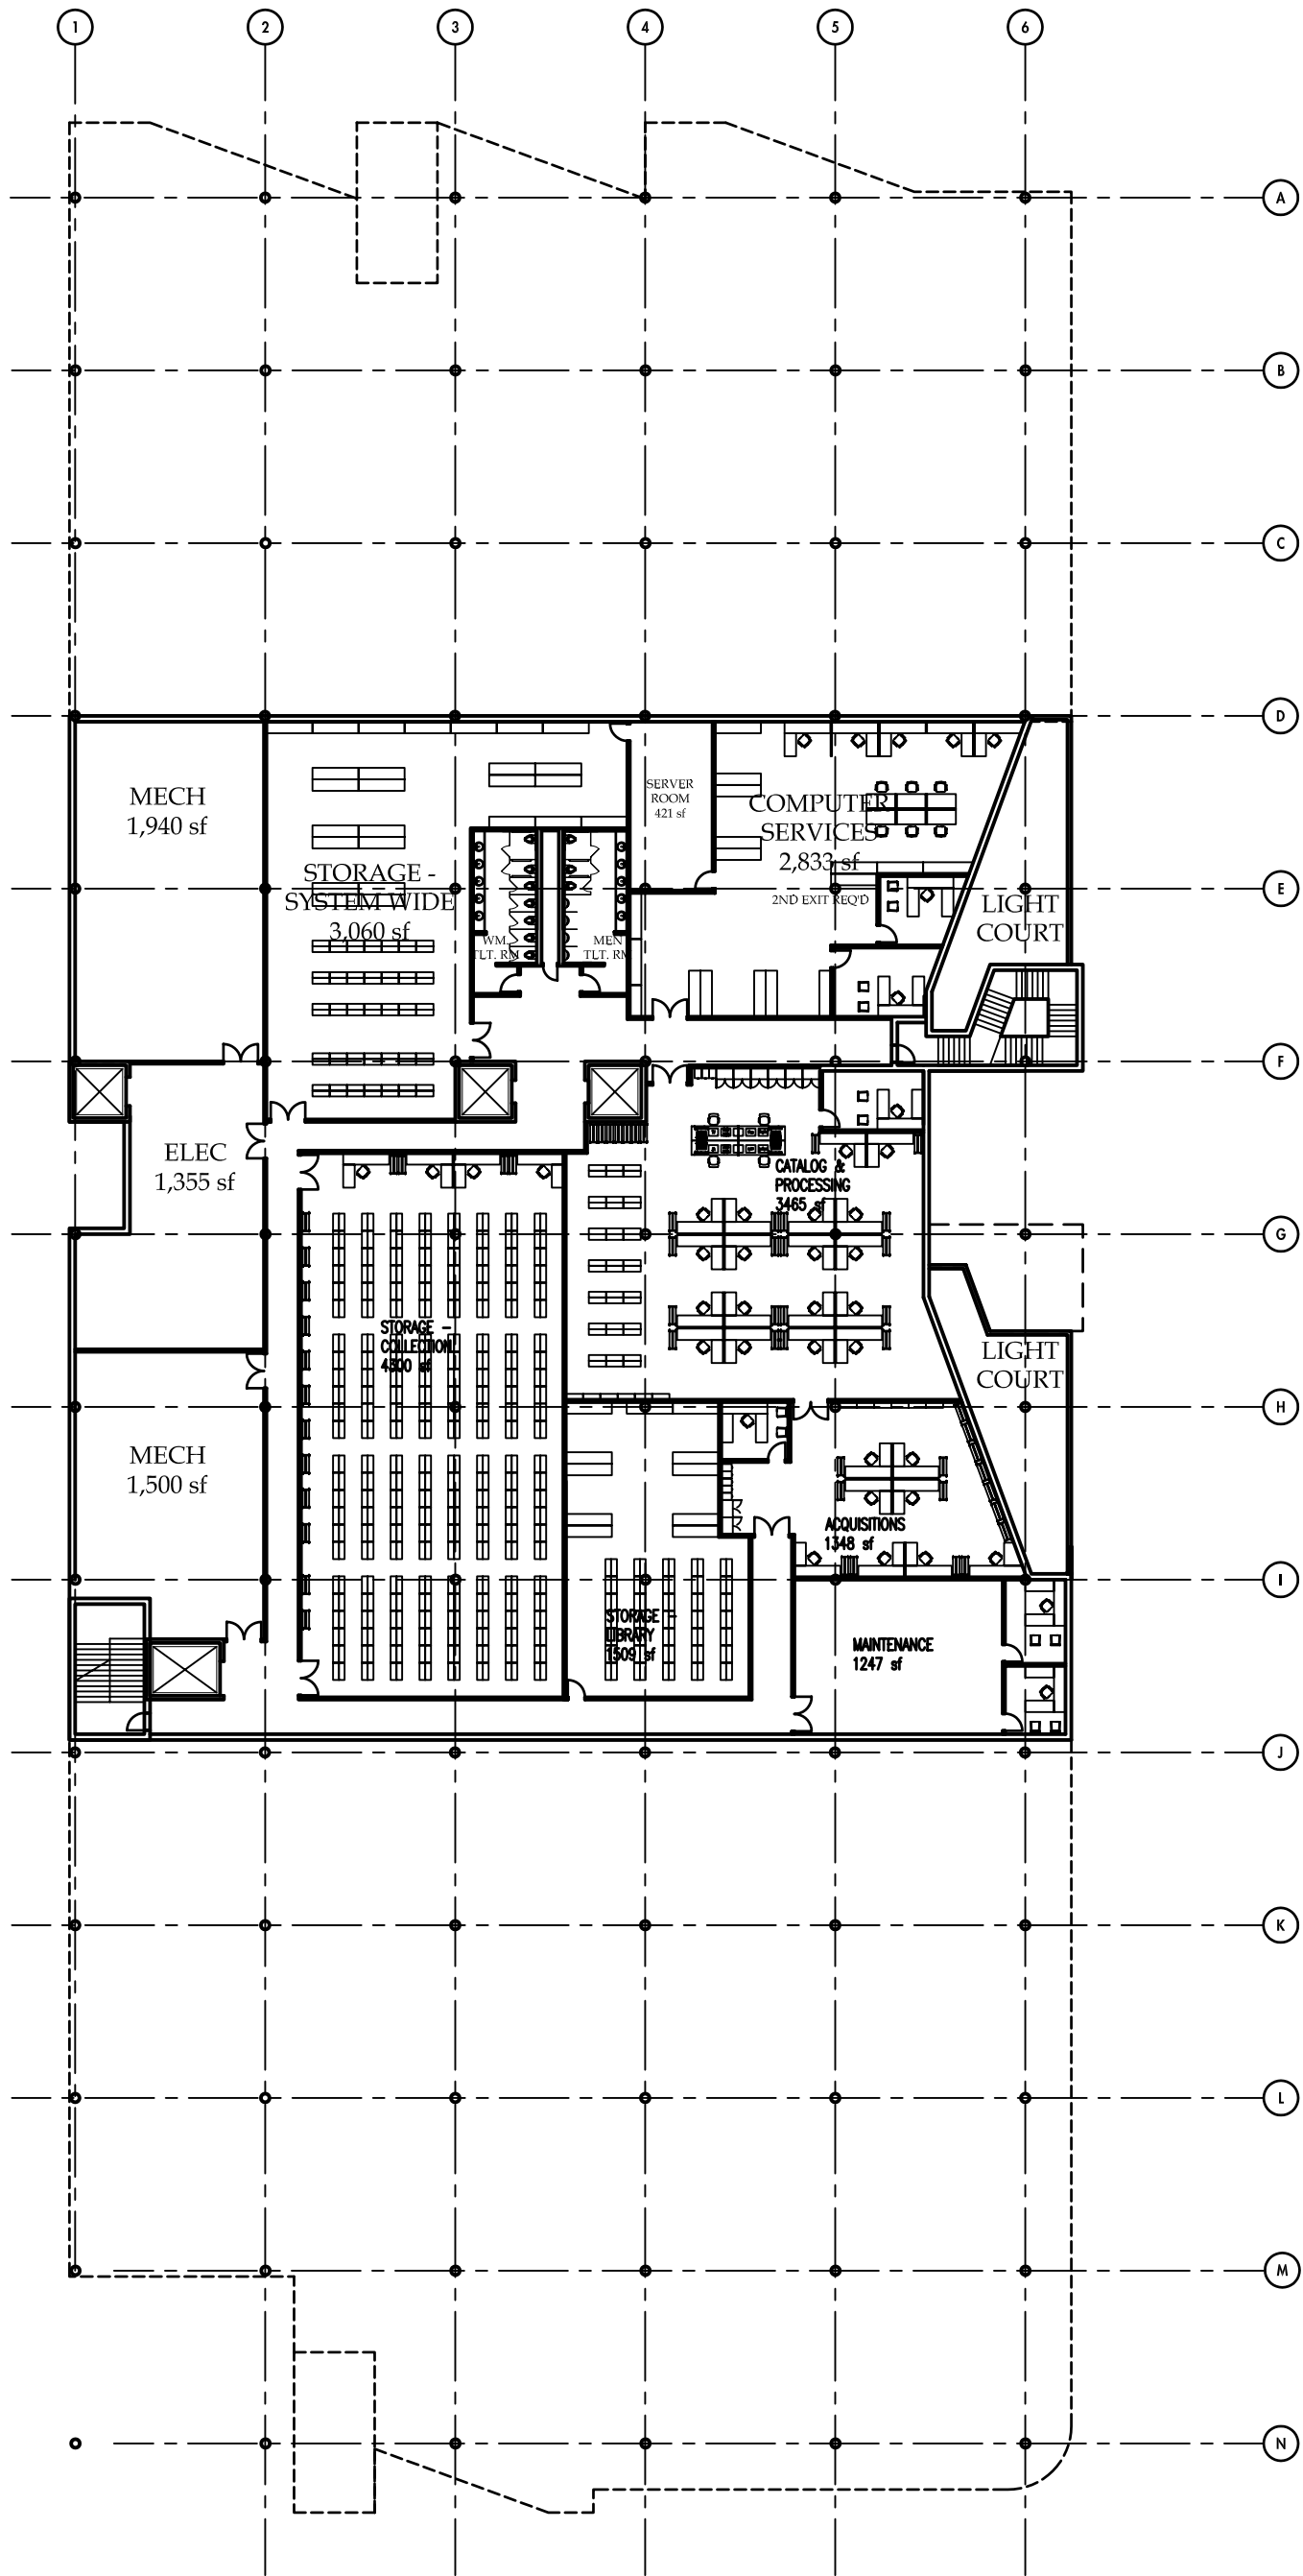 1 2 3 4 5 6
A
B
C
D
MECH
1,940 sf
SERVER
ROOM
421 sf
COMPUTER
SERVICES
2,833 sf
STORAGE -
SYSTEM WIDE
3,060 sf
E
2ND EXIT REQ'D
LIGHT
COURT
WM.
TLT. RM
MEN
TLT. RM
F
ELEC
1,355 sf
CATALOG &
PROCESSING
3465 sf
G
STORAGE -
COLLECTION
4300 sf
LIGHT
COURT
H
MECH
1,500 sf
ACQUISITIONS
1348 sf
I
STORAGE -
LIBRARY
1509 sf
MAINTENANCE
1247 sf
J
K
L
M
N